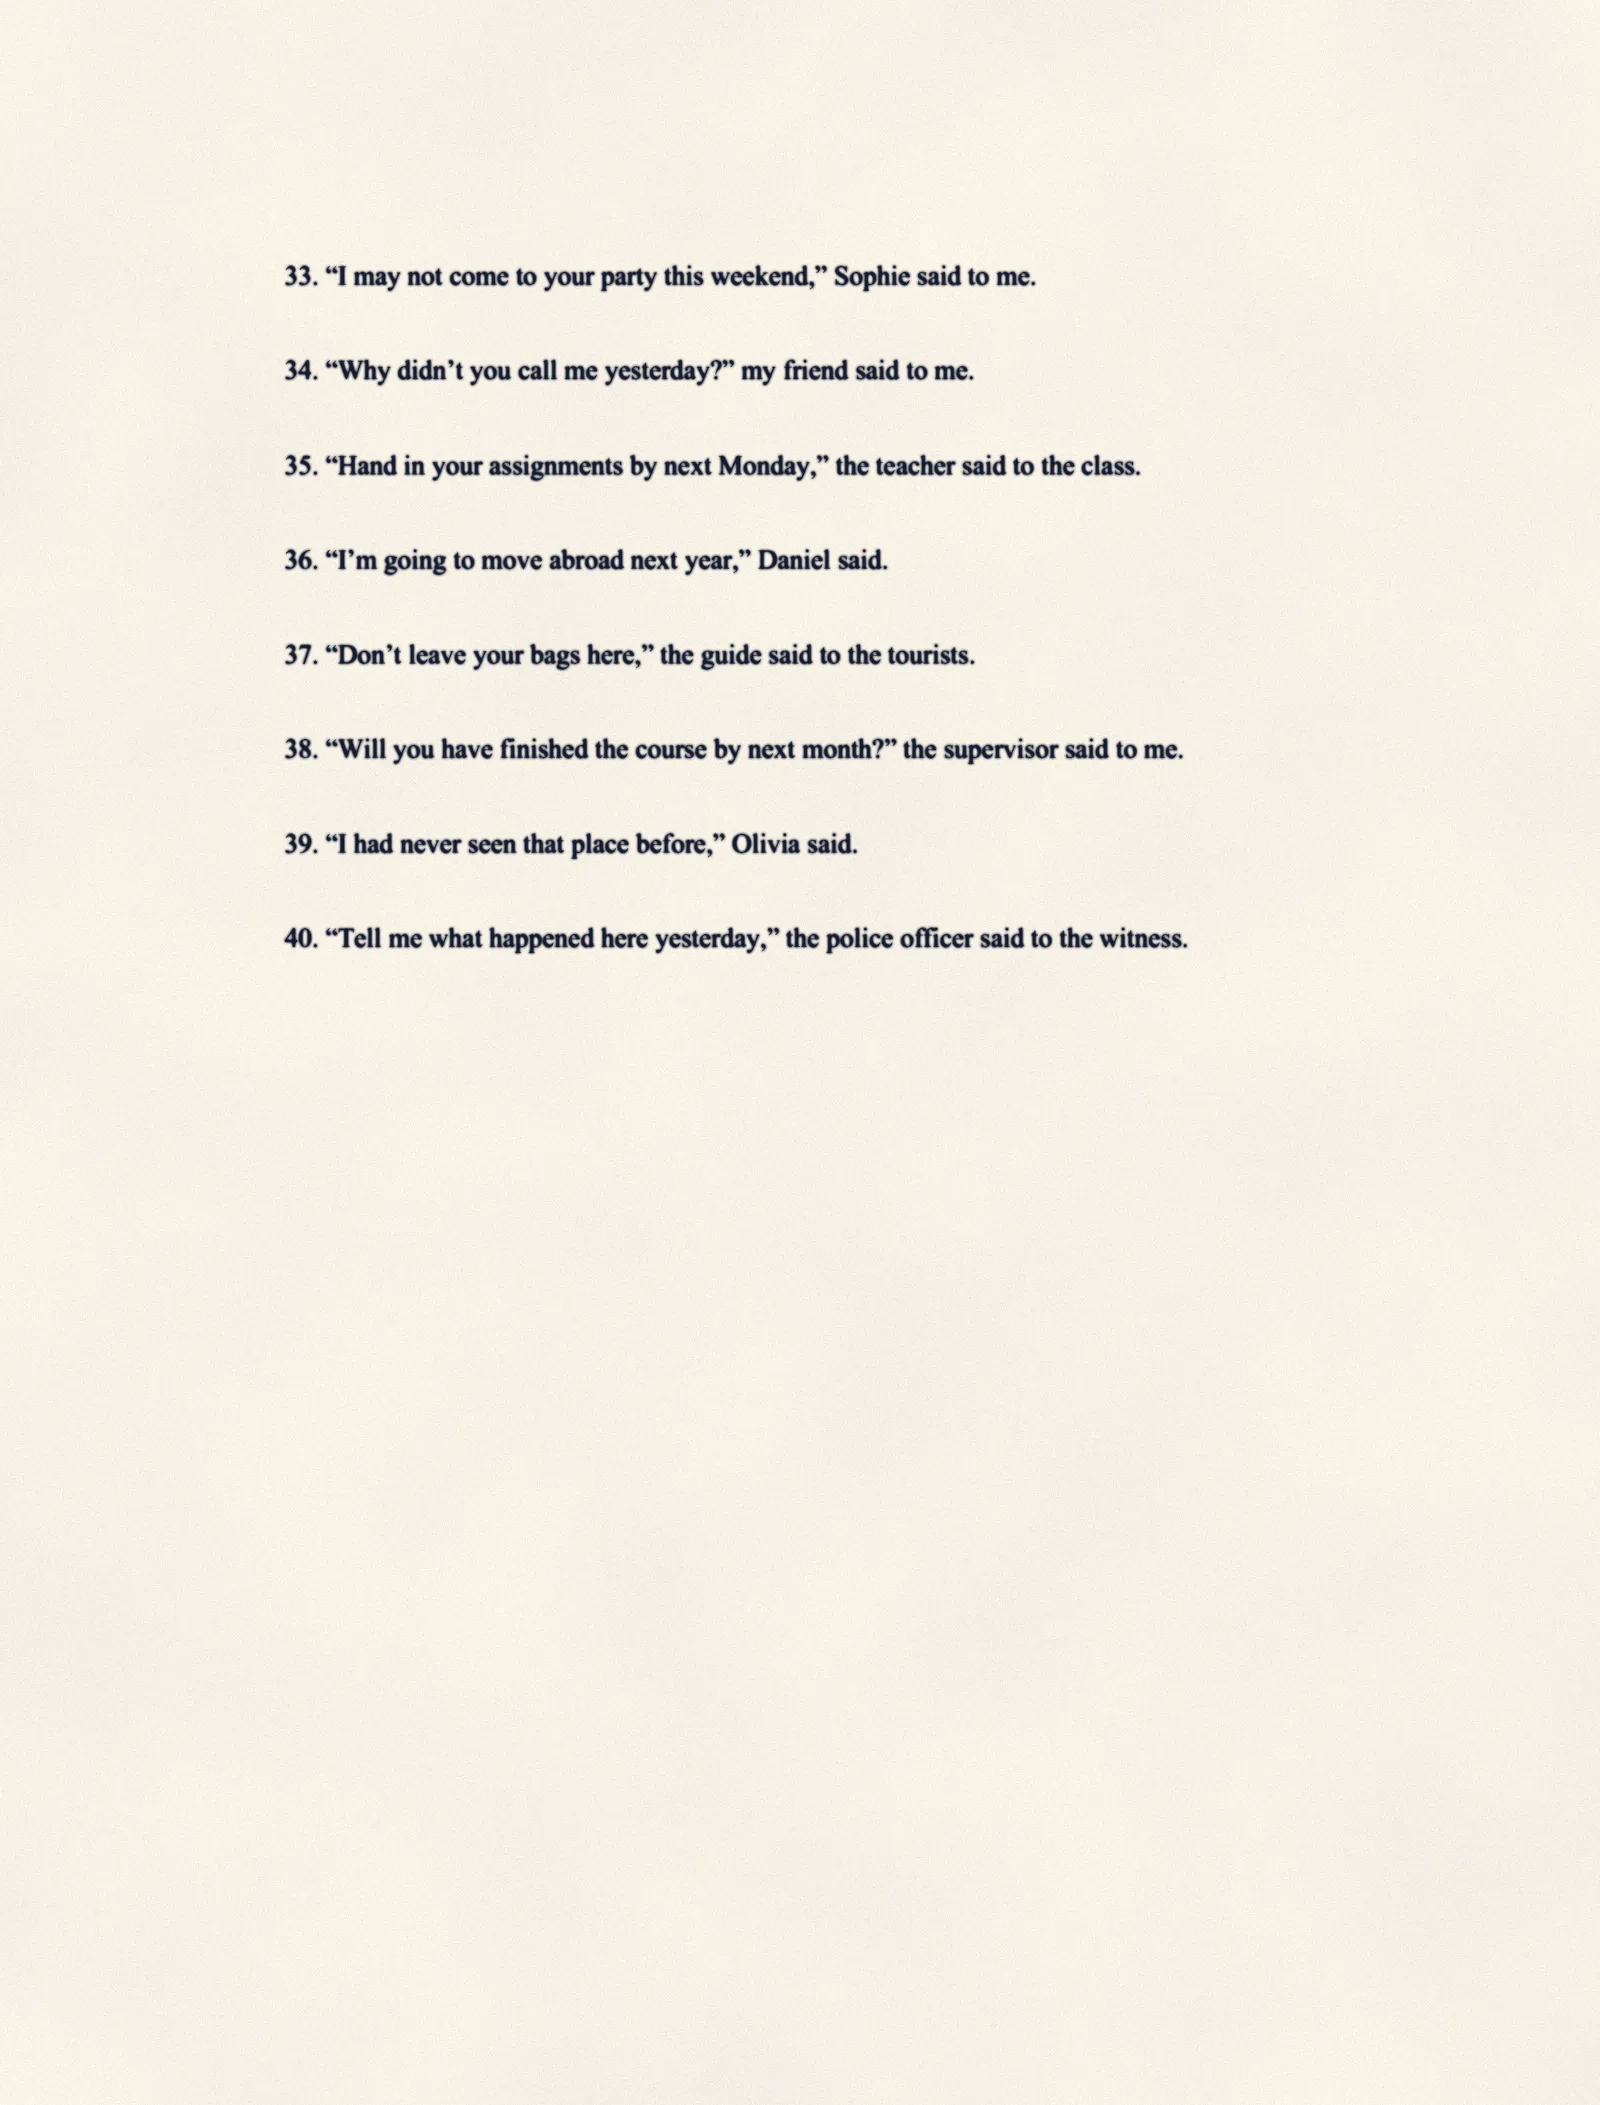 33. “I may not come to your party this weekend,” Sophie said to me.
34. “Why didn’t you call me yesterday?” my friend said to me.
35. “Hand in your assignments by next Monday,” the teacher said to the class.
36. “I’m going to move abroad next year,” Daniel said.
37. “Don’t leave your bags here,” the guide said to the tourists.
38. “Will you have finished the course by next month?” the supervisor said to me.
39. “I had never seen that place before,” Olivia said.
40. “Tell me what happened here yesterday,” the police officer said to the witness.